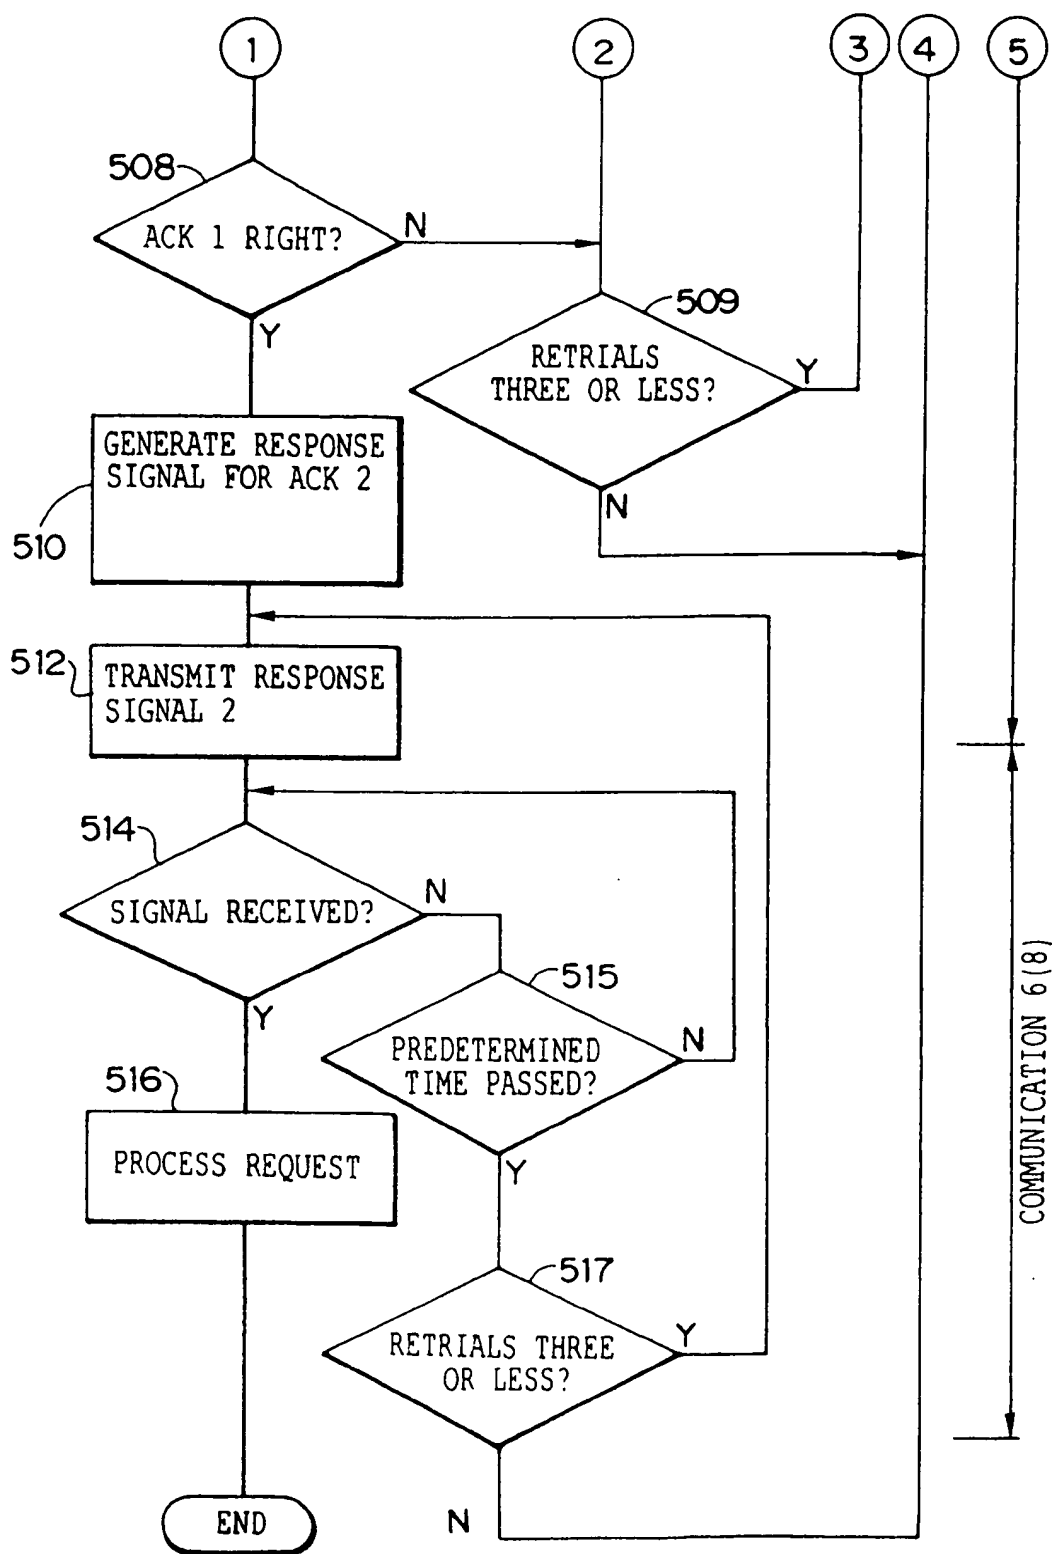 1 2 3 4 5
508
ACK 1 RIGHT?
N
Y
509
RETRIALS
THREE OR LESS?
Y
N
GENERATE RESPONSE
SIGNAL FOR ACK 2
510
512
TRANSMIT RESPONSE
SIGNAL 2
514
SIGNAL RECEIVED?
N
Y
515
PREDETERMINED
TIME PASSED?
N
Y
516
PROCESS REQUEST
517
RETRIALS THREE
OR LESS?
Y
N
END
COMMUNICATION 6(8)